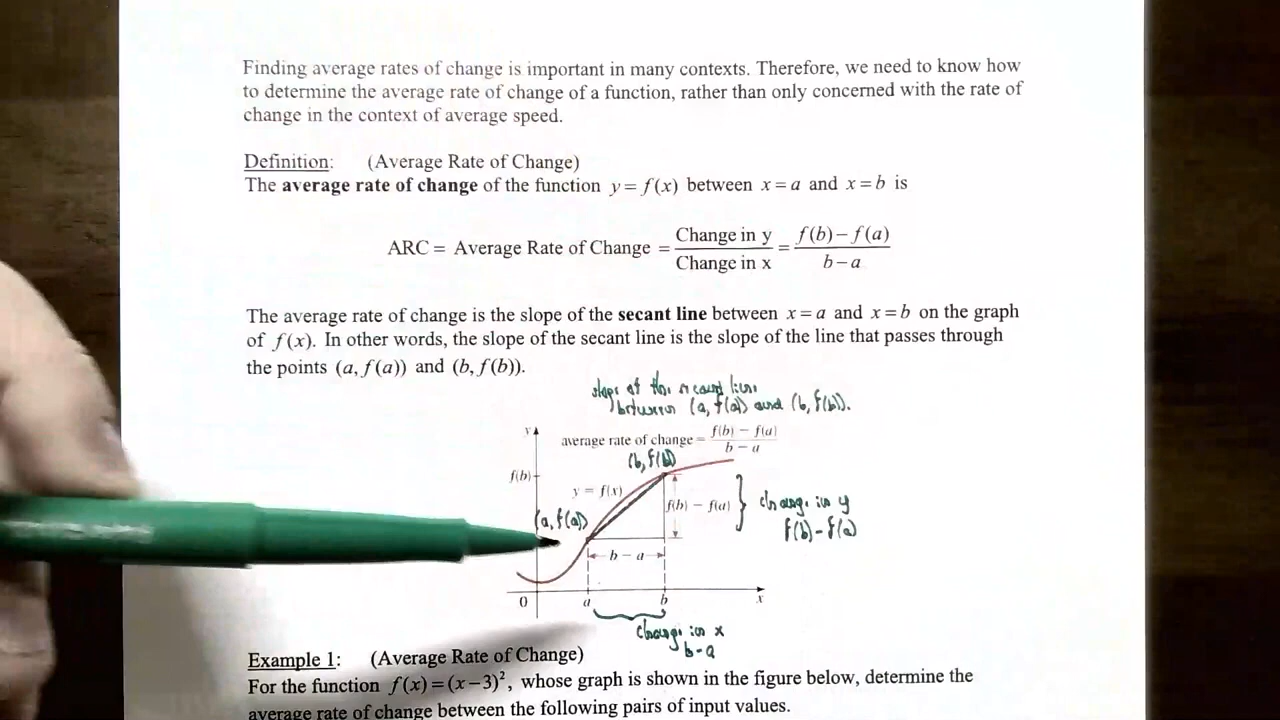 Finding average rates of change is important in many contexts. Therefore, we need to know how
to determine the average rate of change of a function, rather than only concerned with the rate of
change in the context of average speed.
Definition: (Average Rate of Change)
The average rate of change of the function y = f(x) between x = a and x = b is
ARC = Average Rate of Change = Change in y / Change in x = f(b) − f(a) / b − a
The average rate of change is the slope of the secant line between x = a and x = b on the graph
of f(x). In other words, the slope of the secant line is the slope of the line that passes through
the points (a, f(a)) and (b, f(b)).
slope of the secant line
between (a, f(a)) and (b, f(b)).
y
average rate of change = f(b) − f(a) / b − a
(b, f(b))
f(b)
y = f(x)
f(b) − f(a)
change in y
f(b)-f(a)
(a, f(a))
b − a
0 a b x
change in x
b-a
Example 1: (Average Rate of Change)
For the function f(x) = (x − 3)², whose graph is shown in the figure below, determine the
average rate of change between the following pairs of input values.